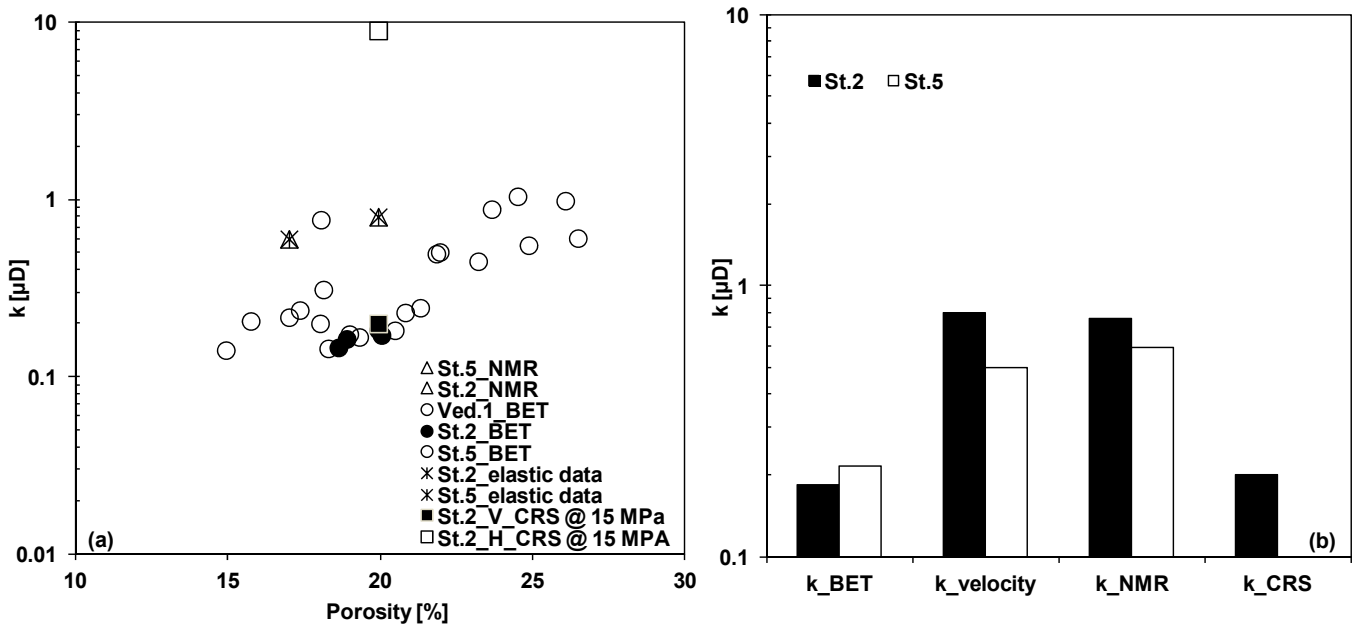 10
1
0.1
0.01
k [µD]
10
15
20
25
30
Porosity [%]
St.5_NMR
St.2_NMR
Ved.1_BET
St.2_BET
St.5_BET
St.2_elastic data
St.5_elastic data
St.2_V_CRS @ 15 MPa
St.2_H_CRS @ 15 MPA
(a)
10
1
0.1
k [µD]
St.2 St.5
k_BET
k_velocity
k_NMR
k_CRS
(b)